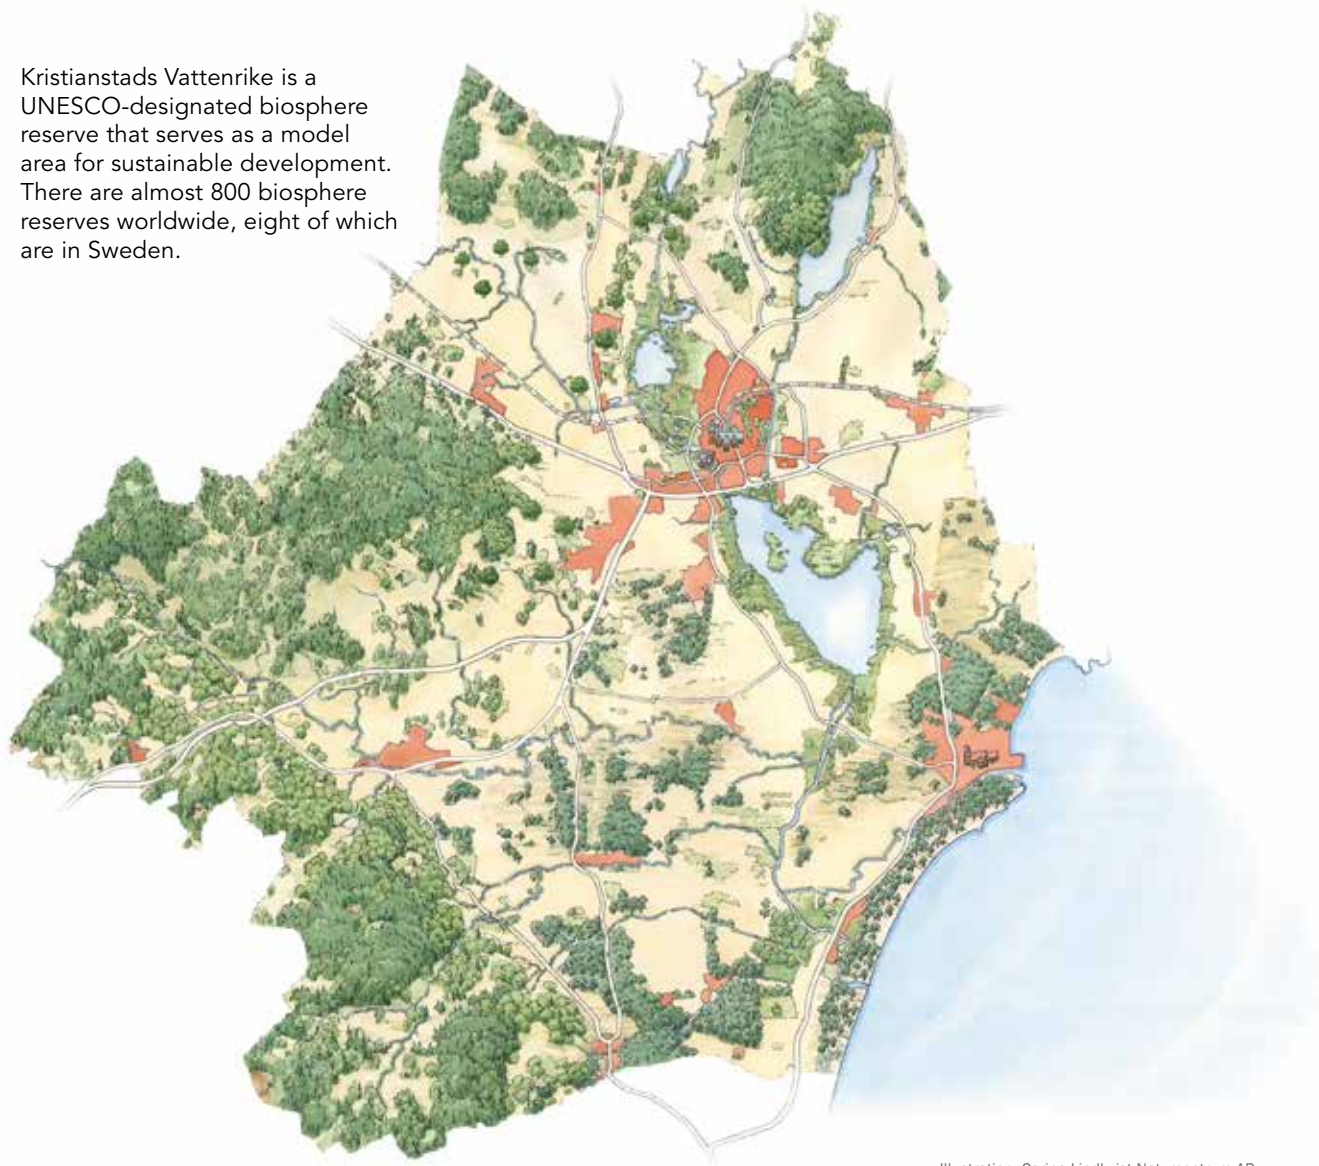 Kristianstads Vattenrike is a
UNESCO-designated biosphere
reserve that serves as a model
area for sustainable development.
There are almost 800 biosphere
reserves worldwide, eight of which
are in Sweden.